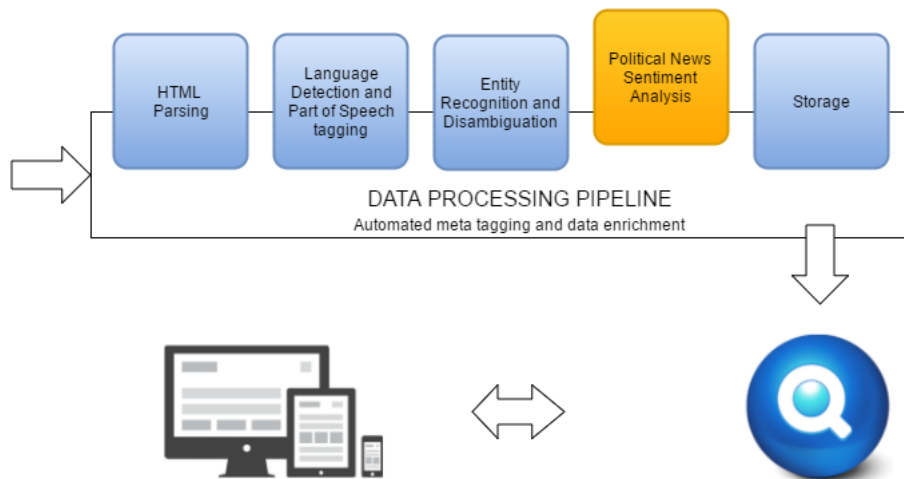 HTML
Parsing
Language
Detection and
Part of Speech
tagging
Entity
Recognition and
Disambiguation
Political News
Sentiment
Analysis
Storage
DATA PROCESSING PIPELINE
Automated meta tagging and data enrichment